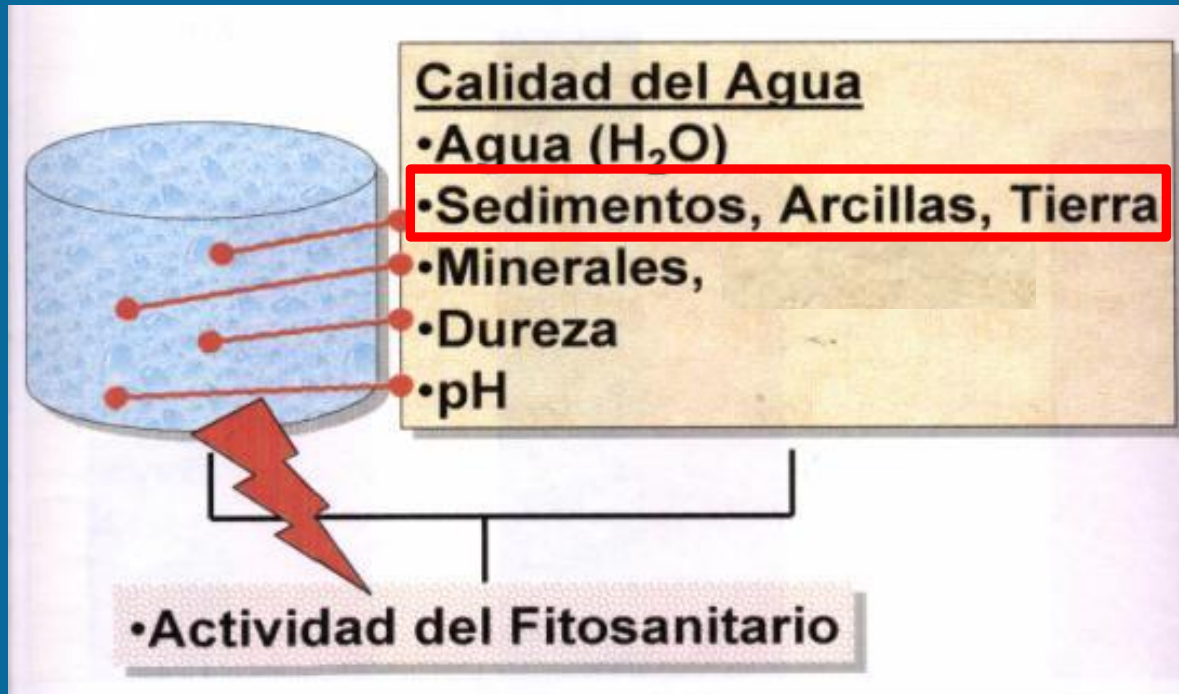 Calidad del Agua
•Agua (H₂O)
•Sedimentos, Arcillas, Tierra
•Minerales,
•Dureza
•pH
•Actividad del Fitosanitario